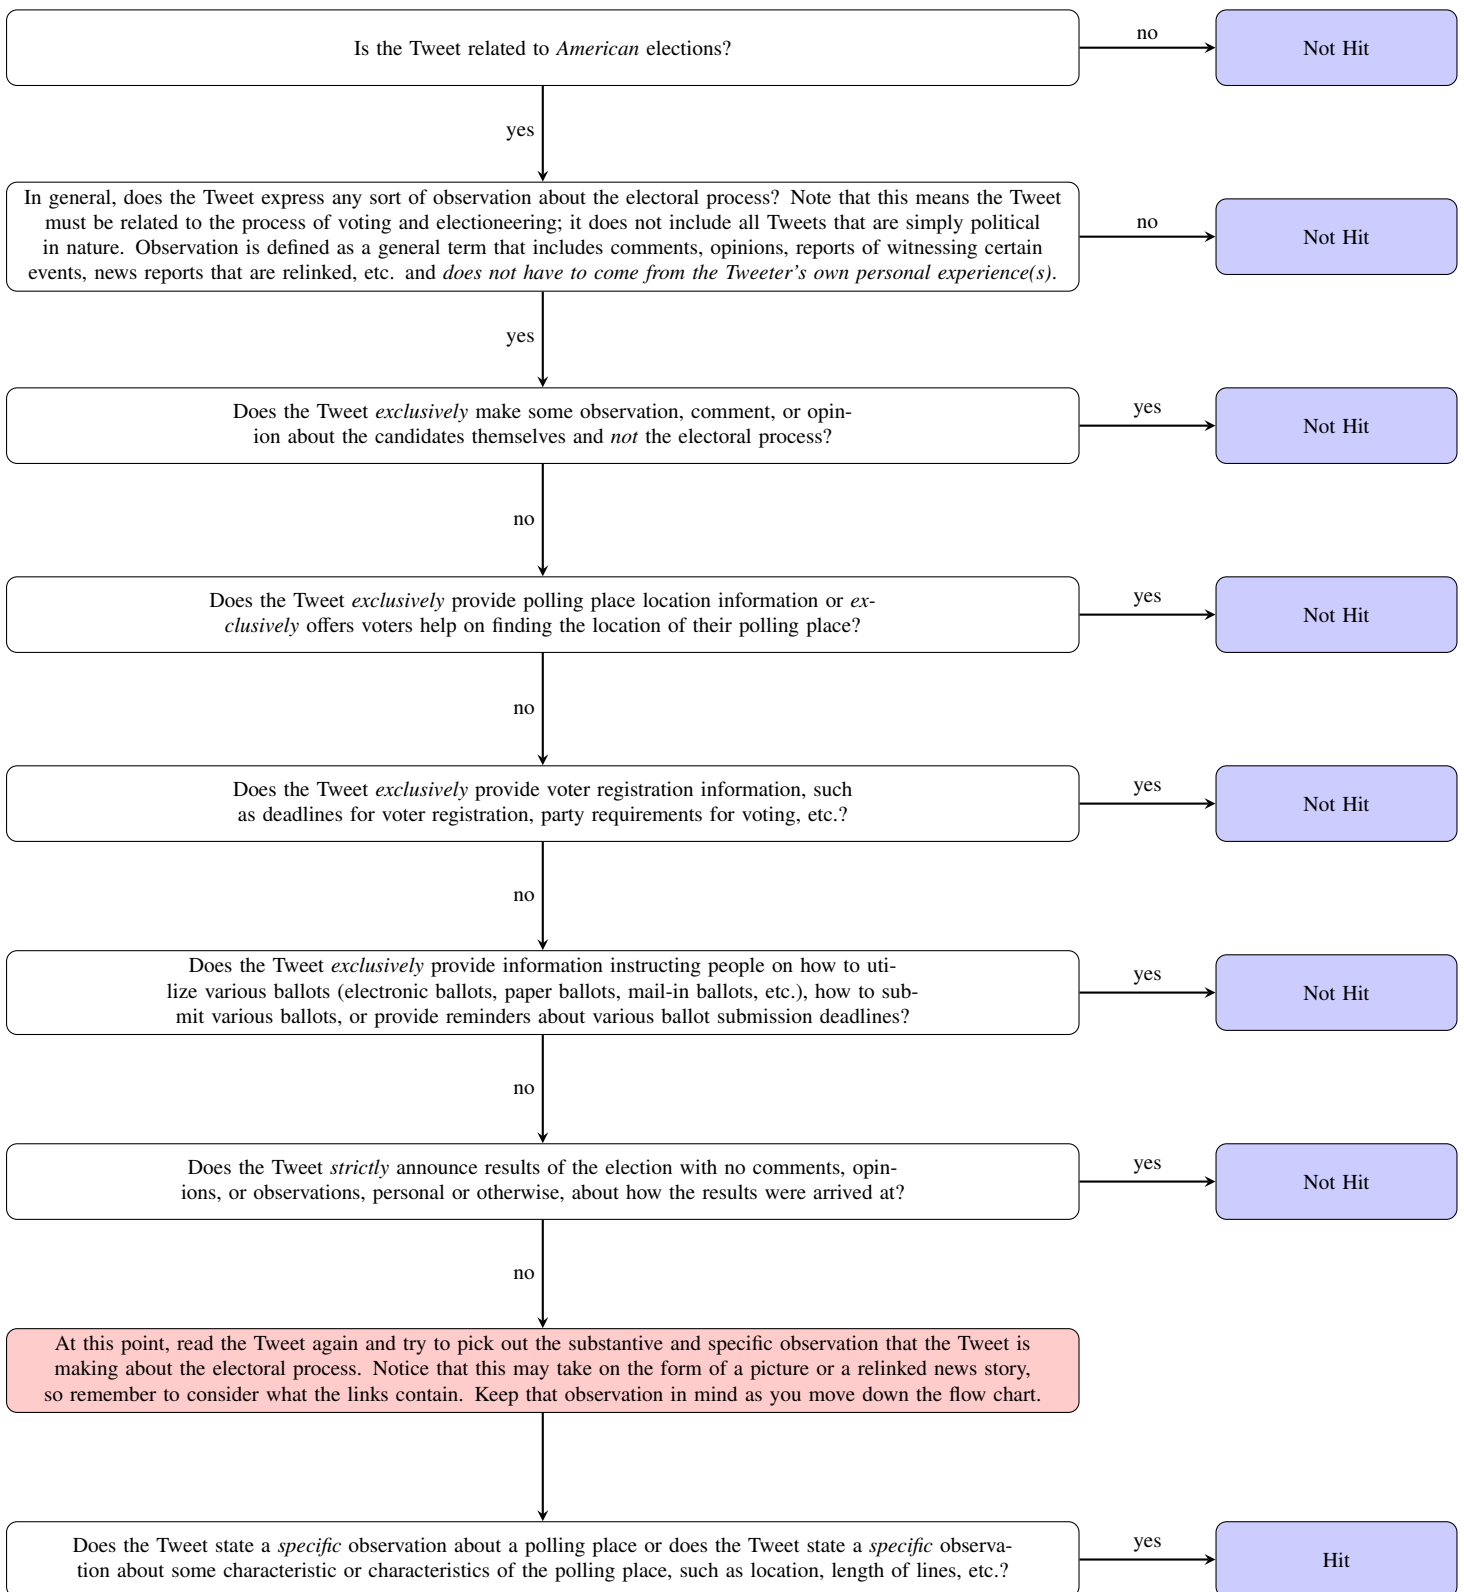 Is the Tweet related to American elections?
no
Not Hit
yes
In general, does the Tweet express any sort of observation about the electoral process? Note that this means the Tweet
must be related to the process of voting and electioneering; it does not include all Tweets that are simply political
in nature. Observation is defined as a general term that includes comments, opinions, reports of witnessing certain
events, news reports that are relinked, etc. and does not have to come from the Tweeter's own personal experience(s).
no
Not Hit
yes
Does the Tweet exclusively make some observation, comment, or opin-
ion about the candidates themselves and not the electoral process?
yes
Not Hit
no
Does the Tweet exclusively provide polling place location information or ex-
clusively offers voters help on finding the location of their polling place?
yes
Not Hit
no
Does the Tweet exclusively provide voter registration information, such
as deadlines for voter registration, party requirements for voting, etc.?
yes
Not Hit
no
Does the Tweet exclusively provide information instructing people on how to uti-
lize various ballots (electronic ballots, paper ballots, mail-in ballots, etc.), how to sub-
mit various ballots, or provide reminders about various ballot submission deadlines?
yes
Not Hit
no
Does the Tweet strictly announce results of the election with no comments, opin-
ions, or observations, personal or otherwise, about how the results were arrived at?
yes
Not Hit
no
At this point, read the Tweet again and try to pick out the substantive and specific observation that the Tweet is
making about the electoral process. Notice that this may take on the form of a picture or a relinked news story,
so remember to consider what the links contain. Keep that observation in mind as you move down the flow chart.
Does the Tweet state a specific observation about a polling place or does the Tweet state a specific observa-
tion about some characteristic or characteristics of the polling place, such as location, length of lines, etc.?
yes
Hit